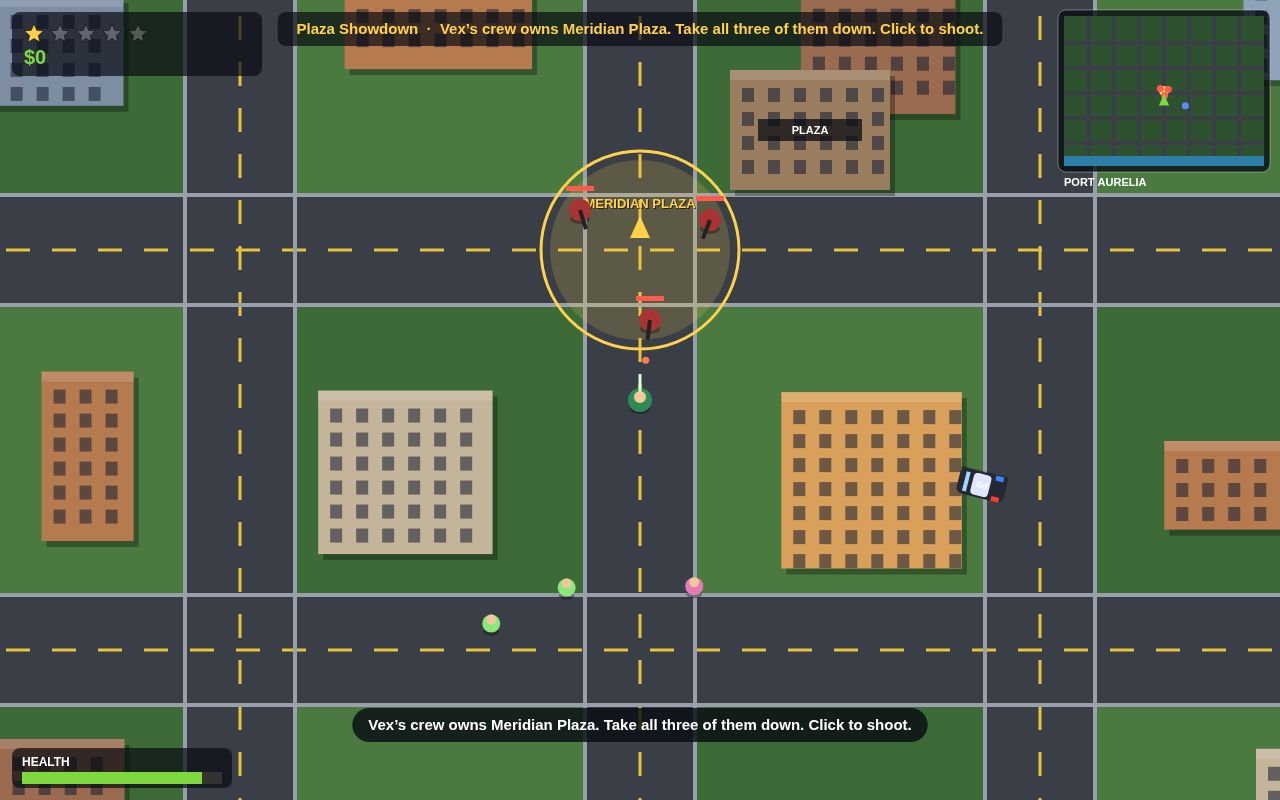 Plaza Showdown · Vex’s crew owns Meridian Plaza. Take all three of them down. Click to shoot.
$0
PLAZA
PORT AURELIA
MERIDIAN PLAZA
Vex’s crew owns Meridian Plaza. Take all three of them down. Click to shoot.
HEALTH